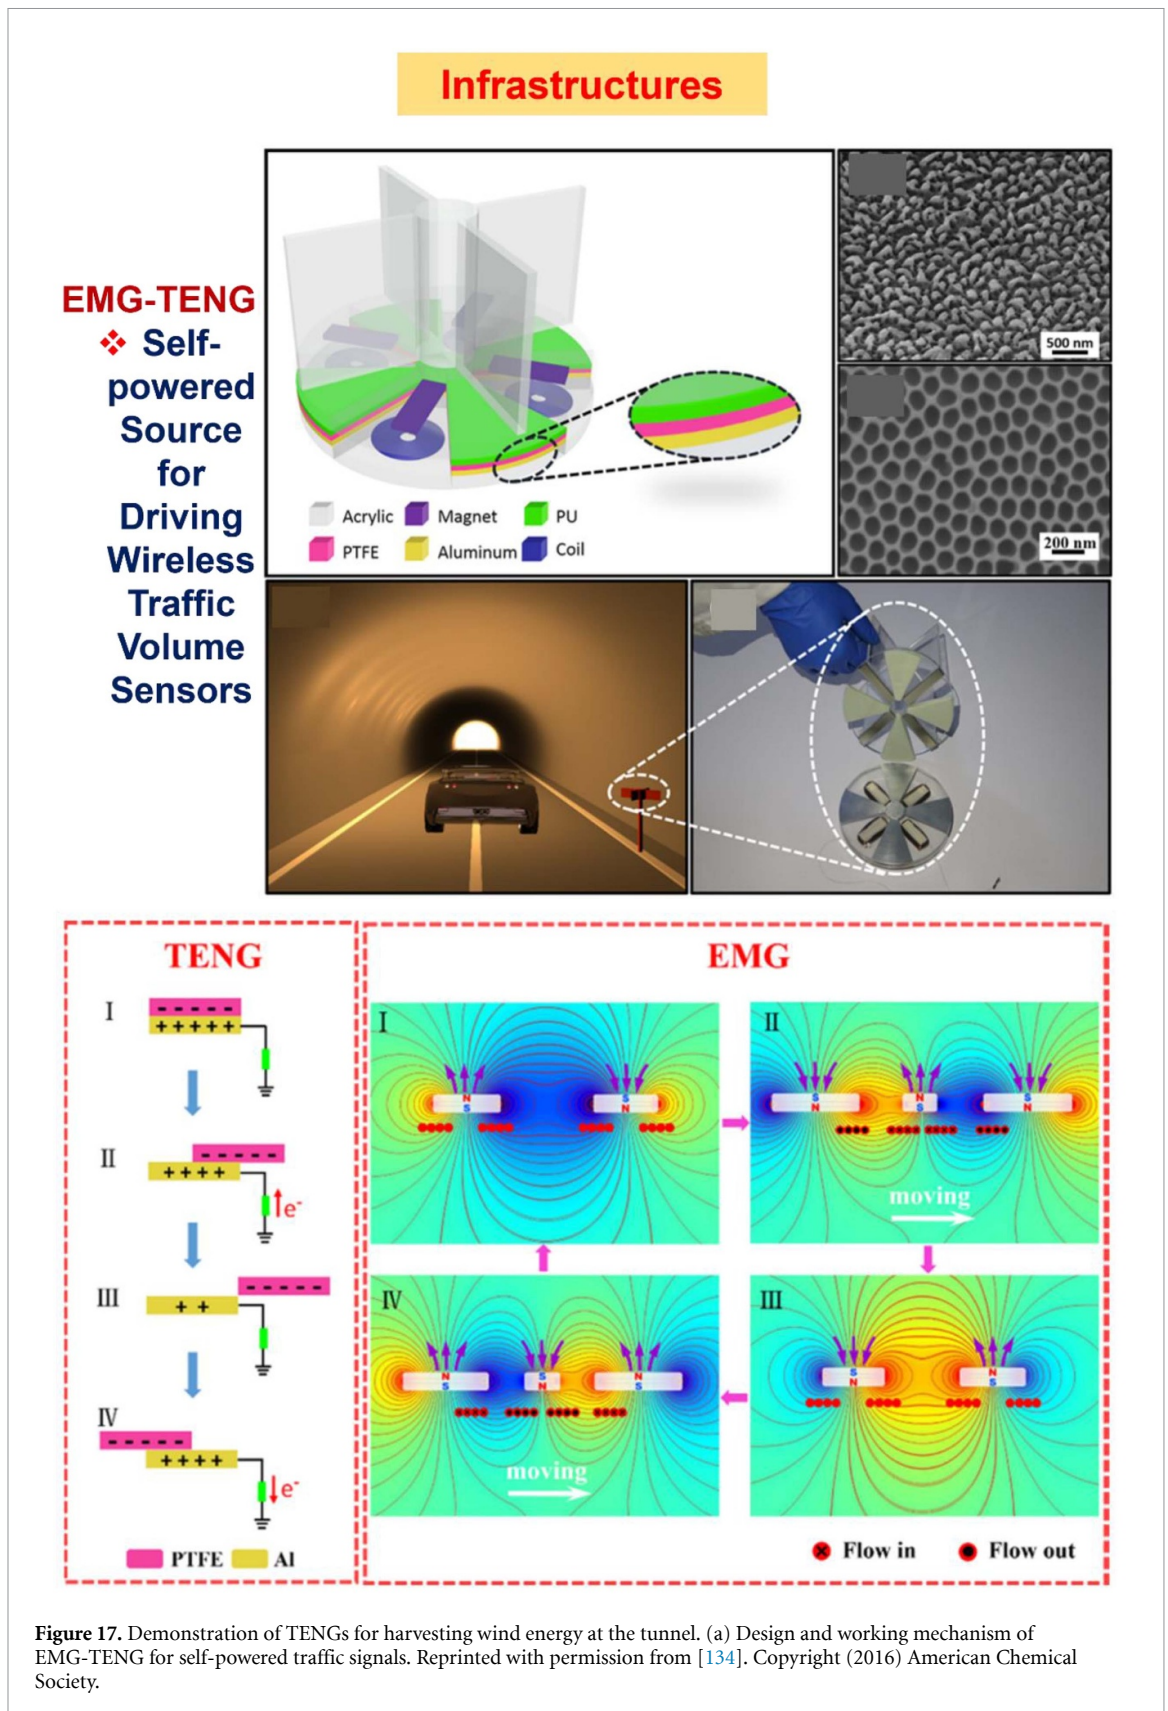 Infrastructures
EMG-TENG
❖ Self-
powered
Source
for
Driving
Wireless
Traffic
Volume
Sensors
Acrylic Magnet PU
PTFE Aluminum Coil
500 nm
200 nm
TENG
I
- - - - -
+ + + + +
II
- - - - -
+ + + +
e-
III
- - - - -
+ +
IV
- - - - -
+ + + +
e-
PTFE Al
EMG
I
N
S
S
N
II
S
N
N
S
S
N
moving
IV
N
S
S
N
N
S
moving
III
S
N
N
S
Flow in Flow out
Figure 17. Demonstration of TENGs for harvesting wind energy at the tunnel. (a) Design and working mechanism of
EMG-TENG for self-powered traffic signals. Reprinted with permission from [134]. Copyright (2016) American Chemical
Society.